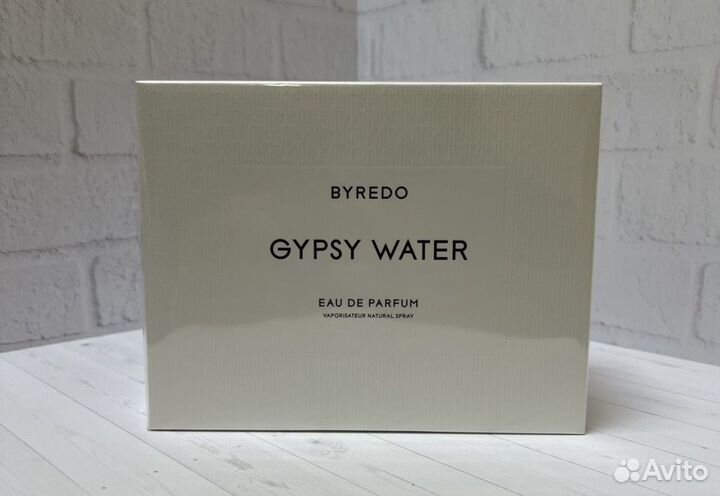 BYREDO
GYPSY WATER
EAU DE PARFUM
VAPORISATEUR NATURAL SPRAY
Avito